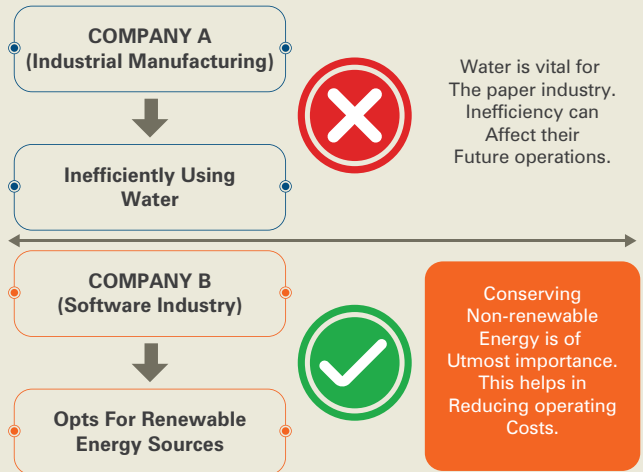 COMPANY A
(Industrial Manufacturing)
Inefficiently Using
Water
Water is vital for
The paper industry.
Inefficiency can
Affect their
Future operations.
COMPANY B
(Software Industry)
Opts For Renewable
Energy Sources
Conserving
Non-renewable
Energy is of
Utmost importance.
This helps in
Reducing operating
Costs.